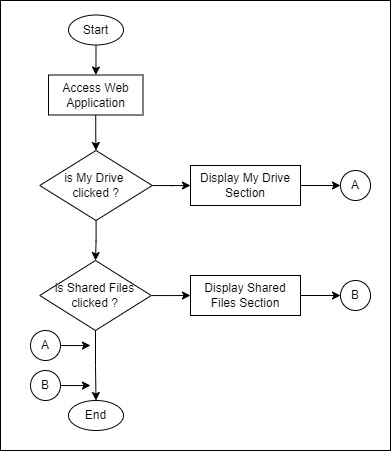 Start
Access Web
Application
is My Drive
clicked ?
Display My Drive
Section
A
is Shared Files
clicked ?
Display Shared
Files Section
B
A
B
End